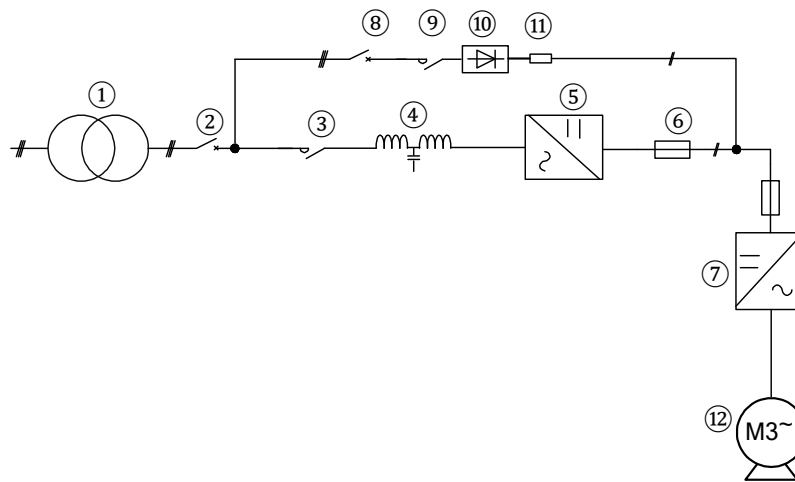 ⑧ ⑨ ⑩ ⑪
① ② ③ ④ ⑤ ⑥
⑦
⑫ M3~